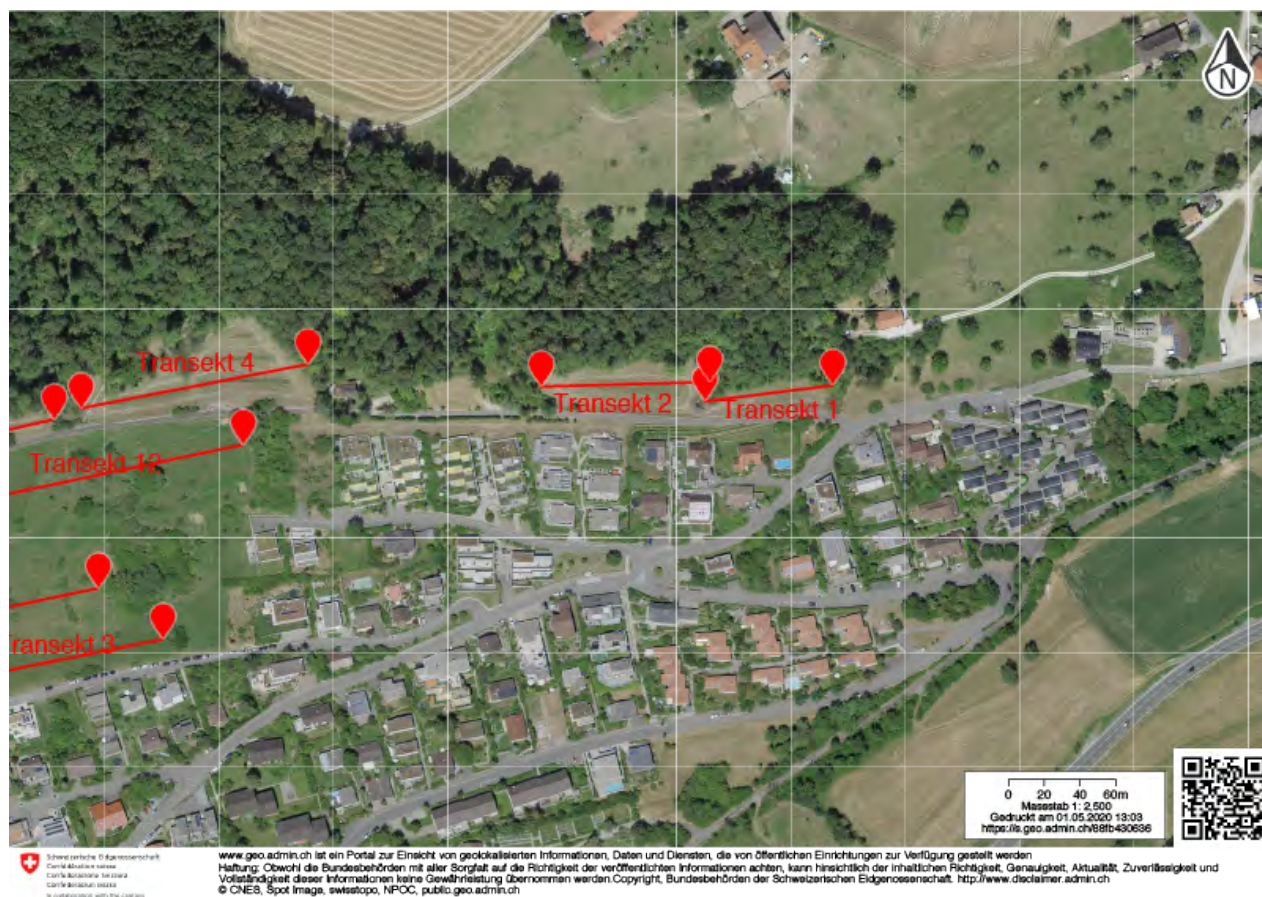 N
Transekt 4
Transekt 2
Transekt 1
Transekt 12
Transekt 3
0 20 40 60m
Massstab 1: 2,500
Gedruckt am 01.05.2020 13:03
https://s.geo.admin.ch/88fb430636
Schweizerische Eidgenossenschaft
Confédération suisse
Confederazione Svizzera
Confederaziun svizra
In collaboration with the cantons
www.geo.admin.ch ist ein Portal zur Einsicht von geolokalisierten Informationen, Daten und Diensten, die von öffentlichen Einrichtungen zur Verfügung gestellt werden
Haftung: Obwohl die Bundesbehörden mit aller Sorgfalt auf die Richtigkeit der veröffentlichten Informationen achten, kann hinsichtlich der inhaltlichen Richtigkeit, Genauigkeit, Aktualität, Zuverlässigkeit und
Vollständigkeit dieser Informationen keine Gewährleistung übernommen werden.Copyright, Bundesbehörden der Schweizerischen Eidgenossenschaft. http://www.disclaimer.admin.ch
© CNES, Spot Image, swisstopo, NPOC, public.geo.admin.ch